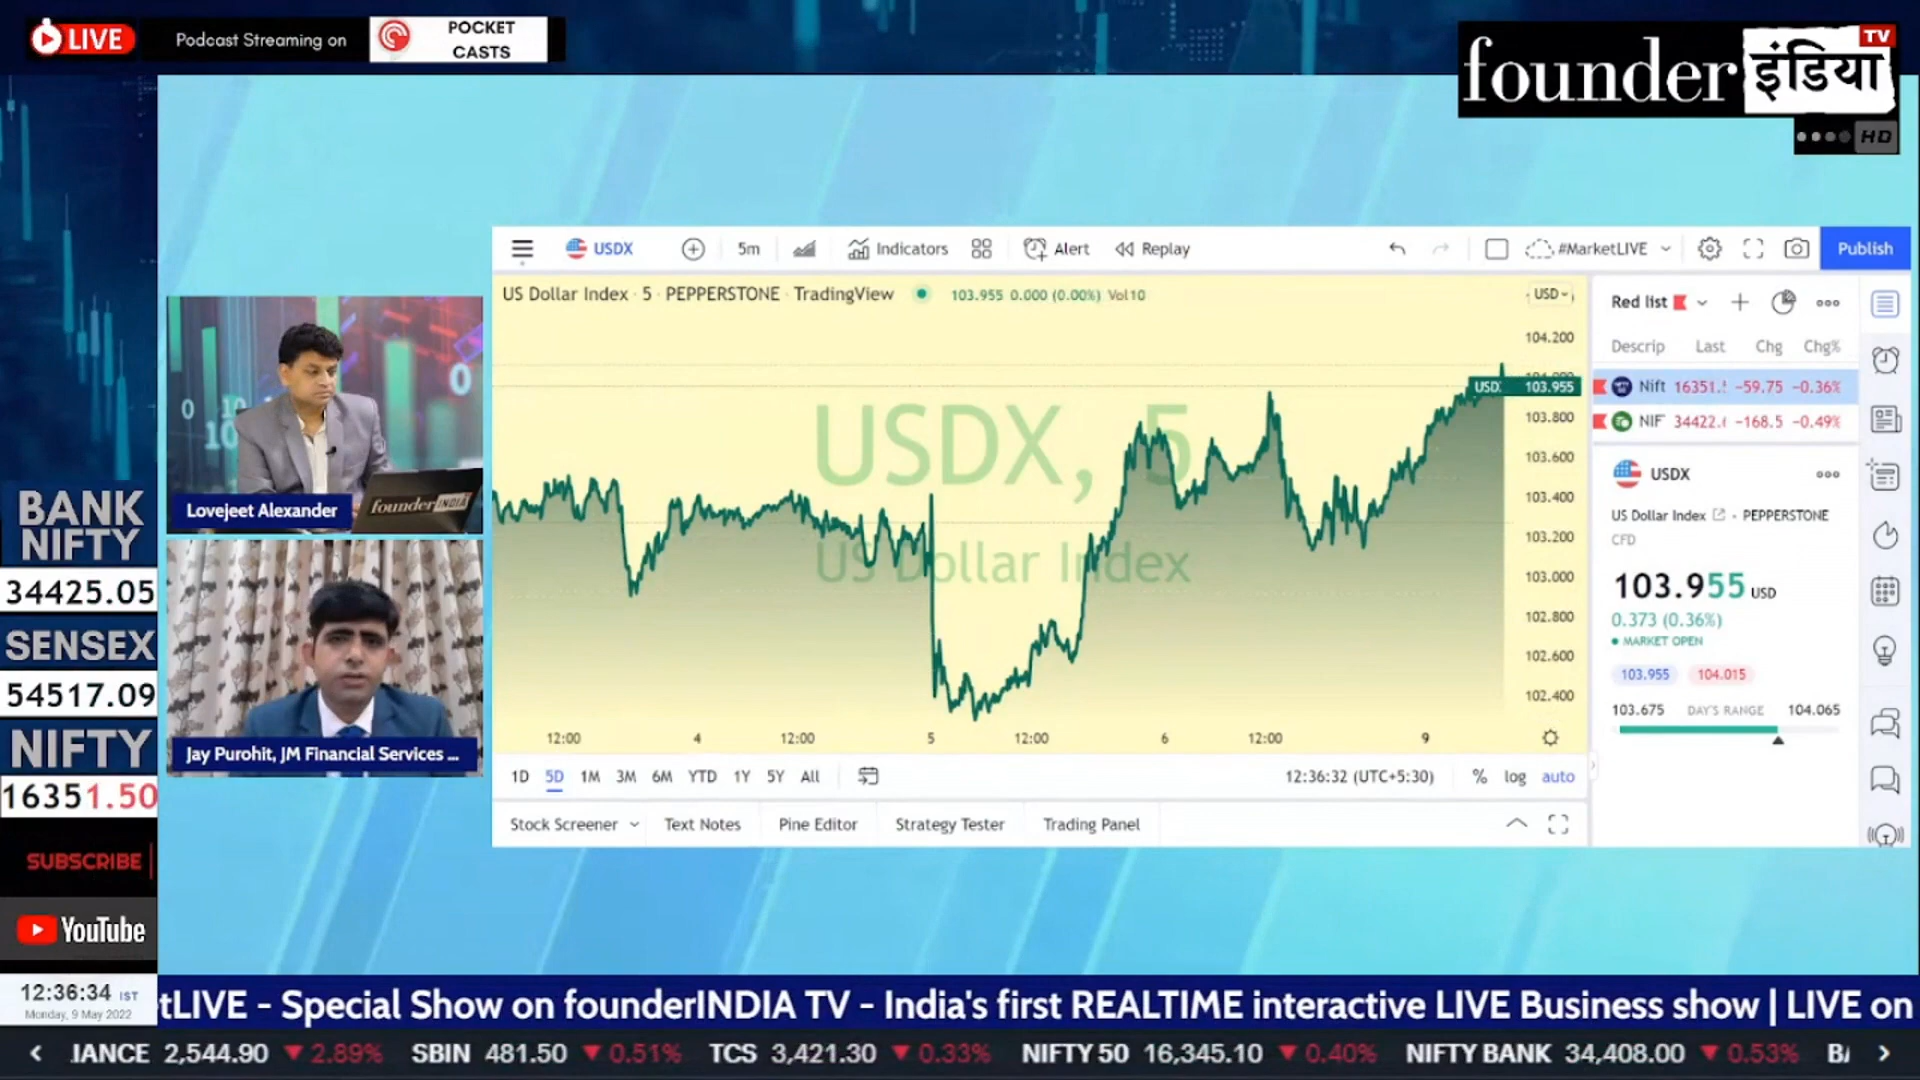 LIVE
Podcast Streaming on
POCKET
CASTS
founder इंडिया TV
HD
USDX
5m
Indicators
Alert
Replay
#MarketLIVE
Publish
US Dollar Index · 5 · PEPPERSTONE · TradingView
103.955 0.000 (0.00%) Vol10
USD
USDX, 5
US Dollar Index
104.200
103.955
103.800
103.600
103.400
103.200
103.000
102.800
102.600
102.400
12:00 4 12:00 5 12:00 6 12:00 9
1D 5D 1M 3M 6M YTD 1Y 5Y All
12:36:32 (UTC+5:30) % log auto
Stock Screener Text Notes Pine Editor Strategy Tester Trading Panel
Red list
Descrip Last Chg Chg%
Nift 16351.5 -59.75 -0.36%
NIF 34422. -168.5 -0.49%
USDX
US Dollar Index · PEPPERSTONE
CFD
103.955 USD
0.373 (0.36%)
MARKET OPEN
103.955 104.015
103.675 DAY'S RANGE 104.065
Lovejeet Alexander
founder INDIA
Jay Purohit, JM Financial Services ...
BANK
NIFTY
34425.05
SENSEX
54517.09
NIFTY
16351.50
SUBSCRIBE
YouTube
12:36:34 IST
Monday, 9 May 2022
tLIVE - Special Show on founderINDIA TV - India's first REALTIME interactive LIVE Business show | LIVE on
IANCE 2,544.90 ▼ 2.89% SBIN 481.50 ▼ 0.51% TCS 3,421.30 ▼ 0.33% NIFTY 50 16,345.10 ▼ 0.40% NIFTY BANK 34,408.00 ▼ 0.53%